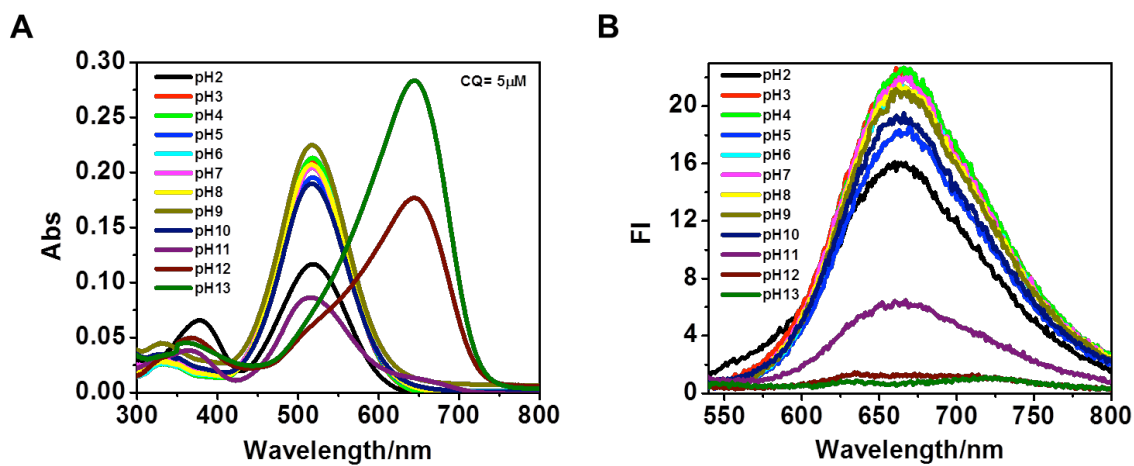 A
Abs
0.30
0.25
0.20
0.15
0.10
0.05
0.00
pH2
pH3
pH4
pH5
pH6
pH7
pH8
pH9
pH10
pH11
pH12
pH13
CQ= 5μM
300 400 500 600 700 800
Wavelength/nm
B
FI
20
16
12
8
4
0
pH2
pH3
pH4
pH5
pH6
pH7
pH8
pH9
pH10
pH11
pH12
pH13
550 600 650 700 750 800
Wavelength/nm